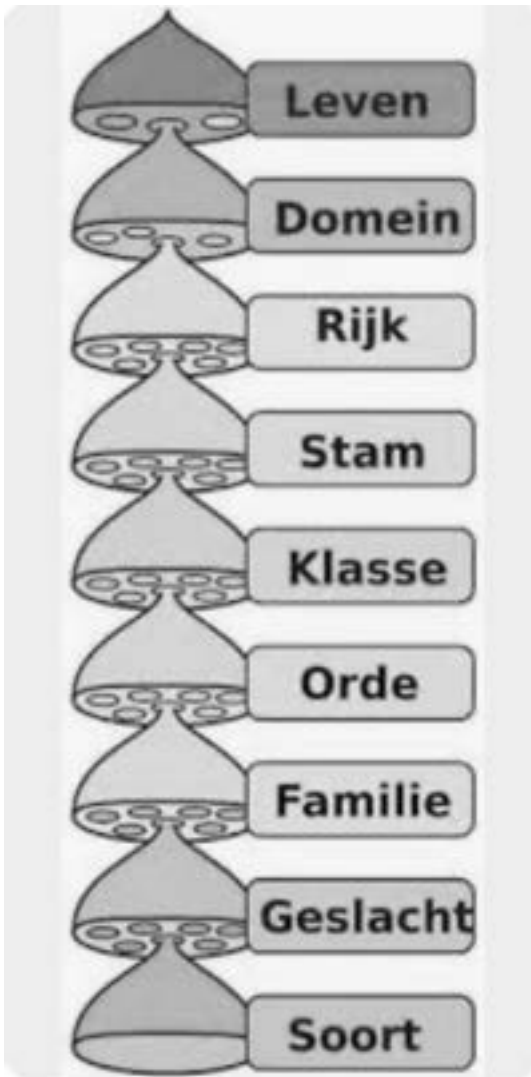 Leven
Domein
Rijk
Stam
Klasse
Orde
Familie
Geslacht
Soort